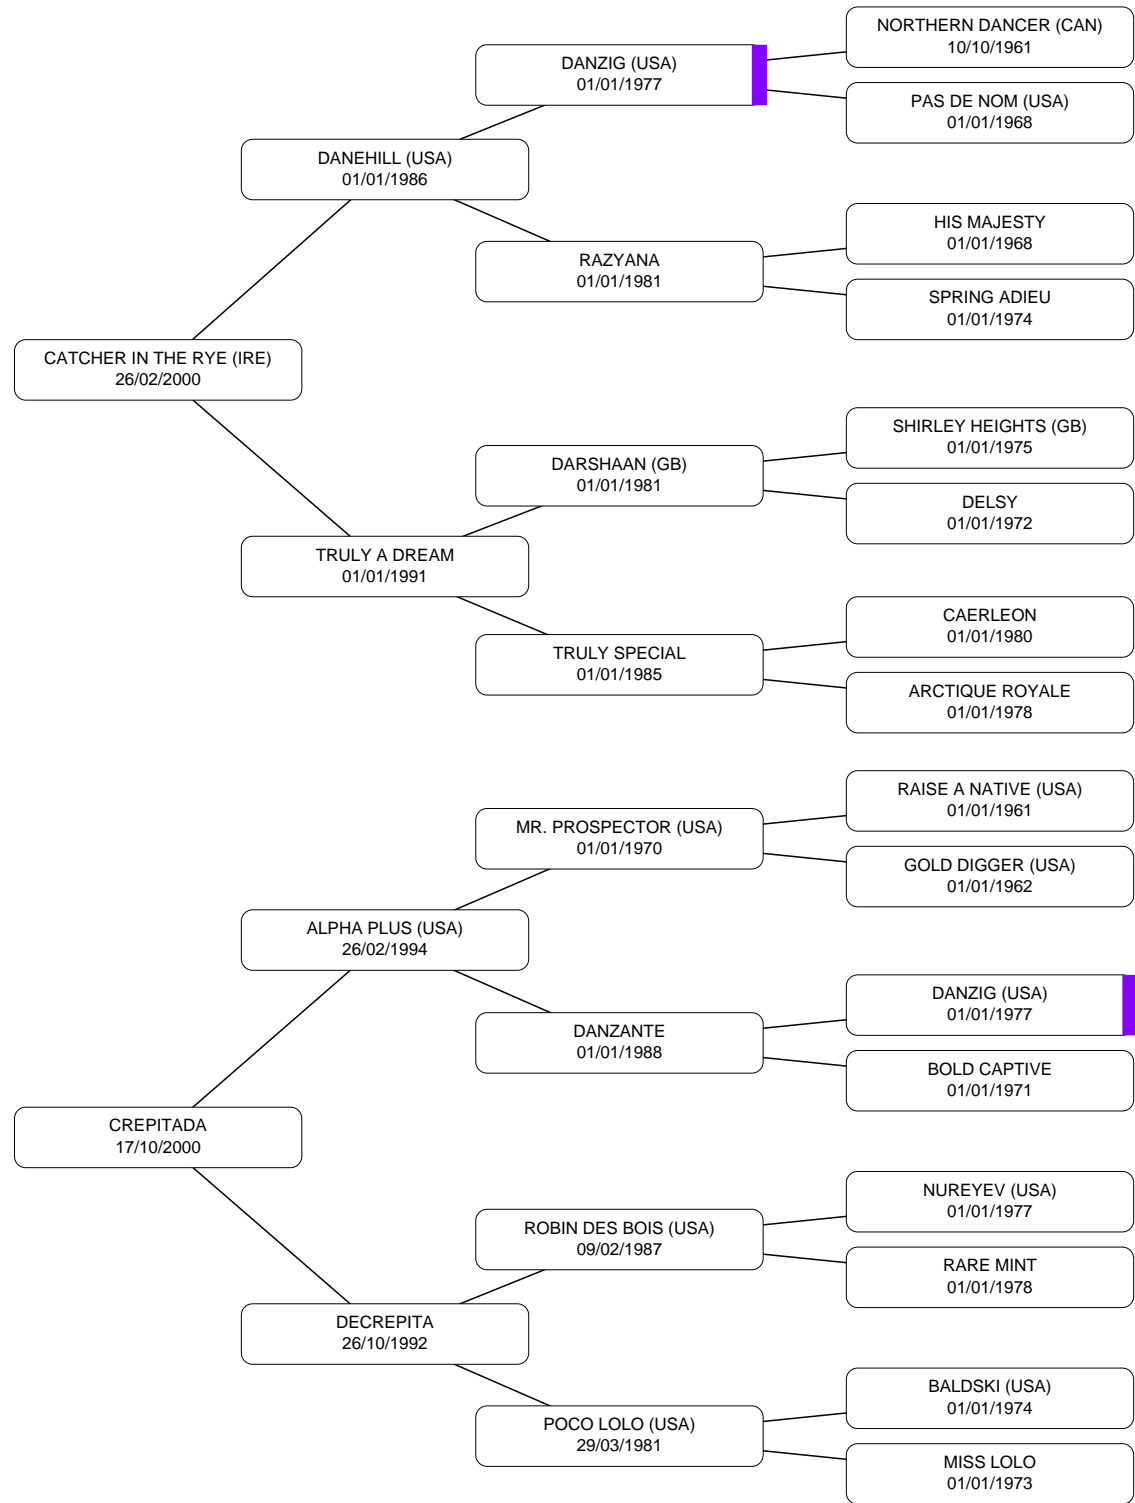 NORTHERN DANCER (CAN)
10/10/1961
DANZIG (USA)
01/01/1977
PAS DE NOM (USA)
01/01/1968
DANEHILL (USA)
01/01/1986
HIS MAJESTY
01/01/1968
RAZYANA
01/01/1981
SPRING ADIEU
01/01/1974
CATCHER IN THE RYE (IRE)
26/02/2000
SHIRLEY HEIGHTS (GB)
01/01/1975
DARSHAAN (GB)
01/01/1981
DELSY
01/01/1972
TRULY A DREAM
01/01/1991
CAERLEON
01/01/1980
TRULY SPECIAL
01/01/1985
ARCTIQUE ROYALE
01/01/1978
RAISE A NATIVE (USA)
01/01/1961
MR. PROSPECTOR (USA)
01/01/1970
GOLD DIGGER (USA)
01/01/1962
ALPHA PLUS (USA)
26/02/1994
DANZIG (USA)
01/01/1977
DANZANTE
01/01/1988
BOLD CAPTIVE
01/01/1971
CREPITADA
17/10/2000
NUREYEV (USA)
01/01/1977
ROBIN DES BOIS (USA)
09/02/1987
RARE MINT
01/01/1978
DECREPITA
26/10/1992
BALDSKI (USA)
01/01/1974
POCO LOLO (USA)
29/03/1981
MISS LOLO
01/01/1973